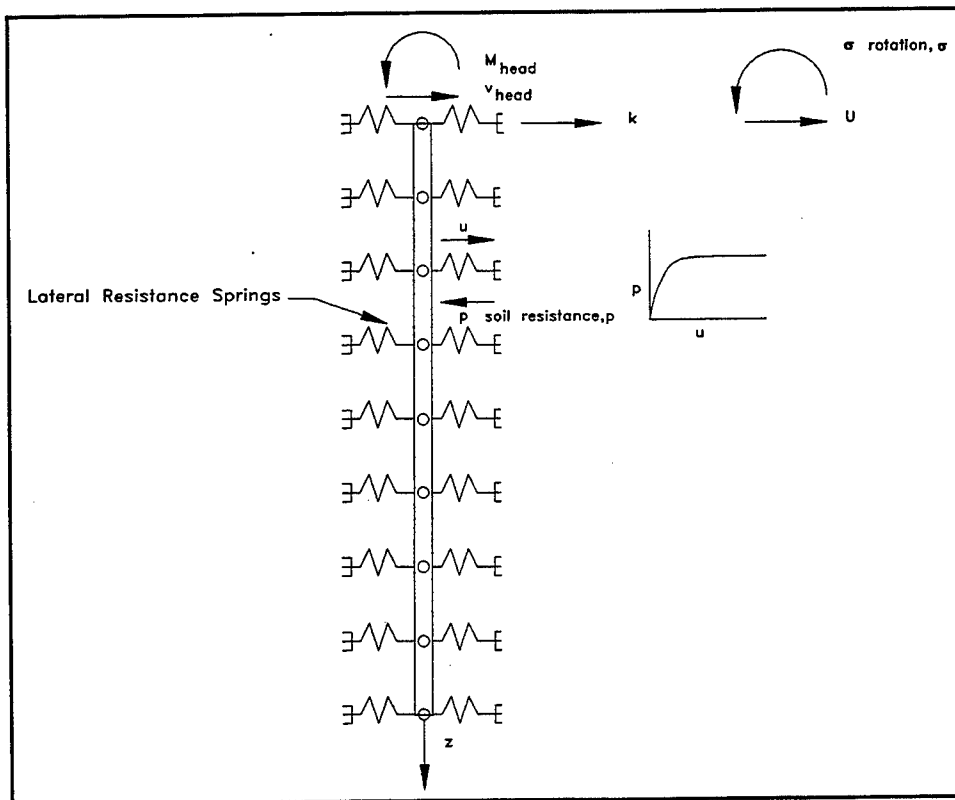 σ rotation, σ
M head
v head
k
U
u
Lateral Resistance Springs
p soil resistance, p
p
u
z